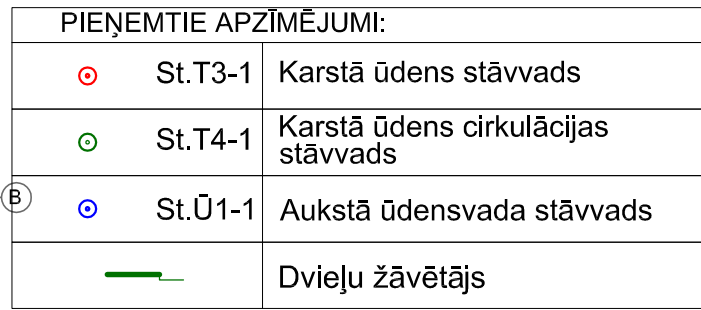 PIEŅEMTIE APZĪMĒJUMI:
St.T3-1 Karstā ūdens stāvvads
St.T4-1 Karstā ūdens cirkulācijas
stāvvads
B
St.Ū1-1 Aukstā ūdensvada stāvvads
Dvieļu žāvētājs